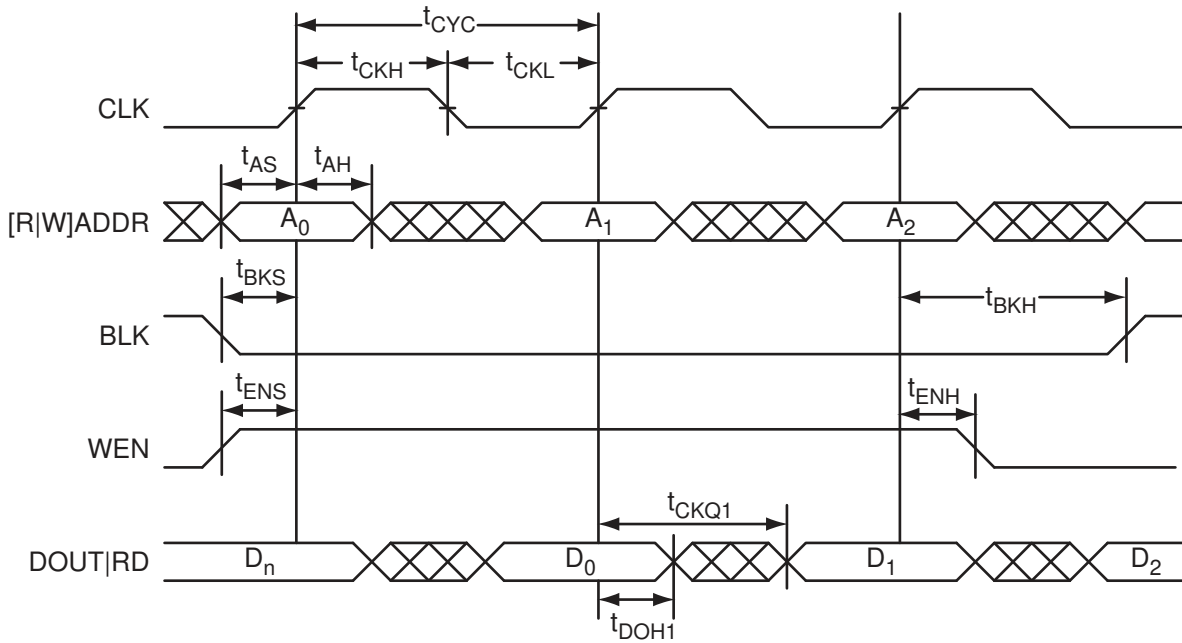 tCYC
tCKH tCKL
CLK
tAS tAH
[R|W]ADDR A0 A1 A2
tBKS tBKH
BLK
tENS tENH
WEN
tCKQ1
DOUT|RD Dn D0 D1 D2
tDOH1